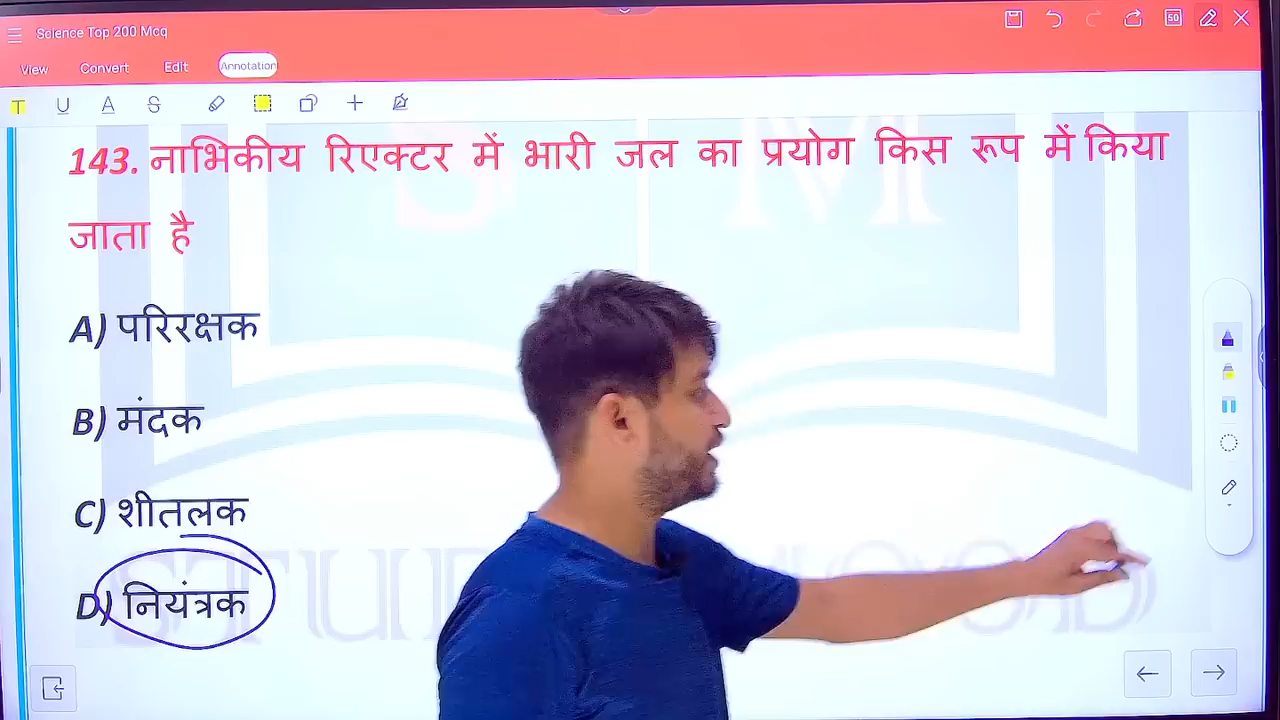 Science Top 200 Mcq
50
View Convert Edit Annotation
T U A S
143. नाभिकीय रिएक्टर में भारी जल का प्रयोग किस रूप में किया
जाता है
A) परिरक्षक
B) मंदक
C) शीतलक
D) नियंत्रक